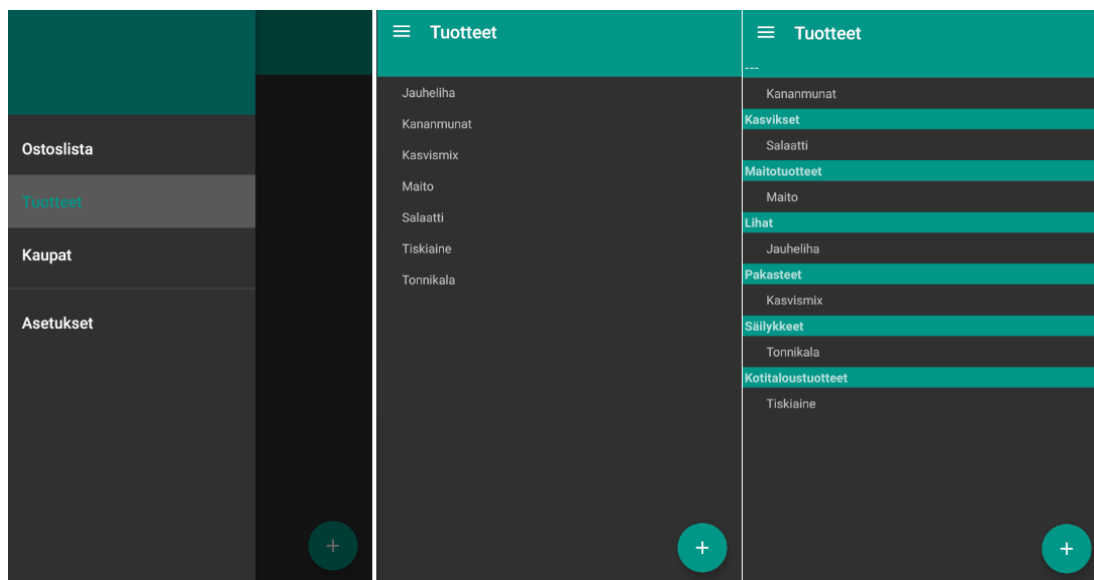 Ostoslista
Tuotteet
Kaupat
Asetukset
+
Tuotteet
Jauheliha
Kananmunat
Kasvismix
Maito
Salaatti
Tiskiaine
Tonnikala
+
Tuotteet
---
Kananmunat
Kasvikset
Salaatti
Maitotuotteet
Maito
Lihat
Jauheliha
Pakasteet
Kasvismix
Säilykkeet
Tonnikala
Kotitaloustuotteet
Tiskiaine
+